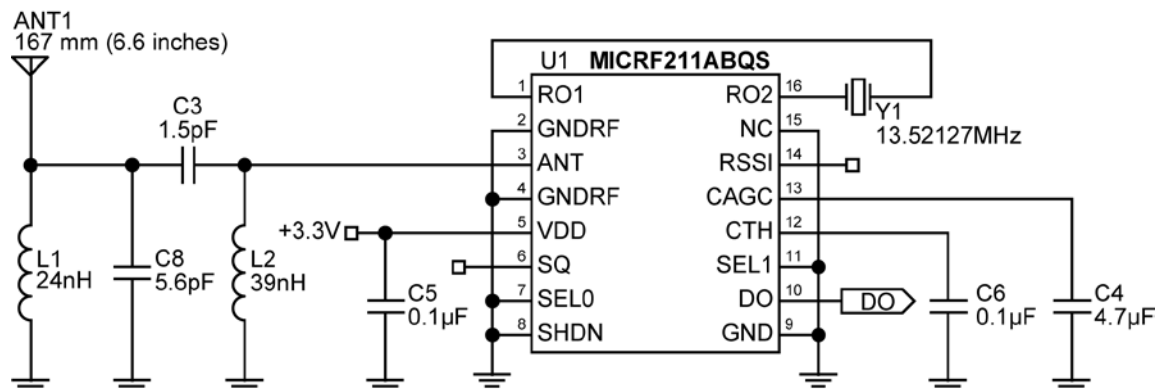 ANT1
167 mm (6.6 inches)
C3
1.5pF
L1
24nH
C8
5.6pF
L2
39nH
+3.3V
C5
0.1µF
U1 MICRF211ABQS
1 RO1
2 GNDRF
3 ANT
4 GNDRF
5 VDD
6 SQ
7 SEL0
8 SHDN
RO2 16
NC 15
RSSI 14
CAGC 13
CTH 12
SEL1 11
DO 10
GND 9
Y1
13.52127MHz
DO
C6
0.1µF
C4
4.7µF